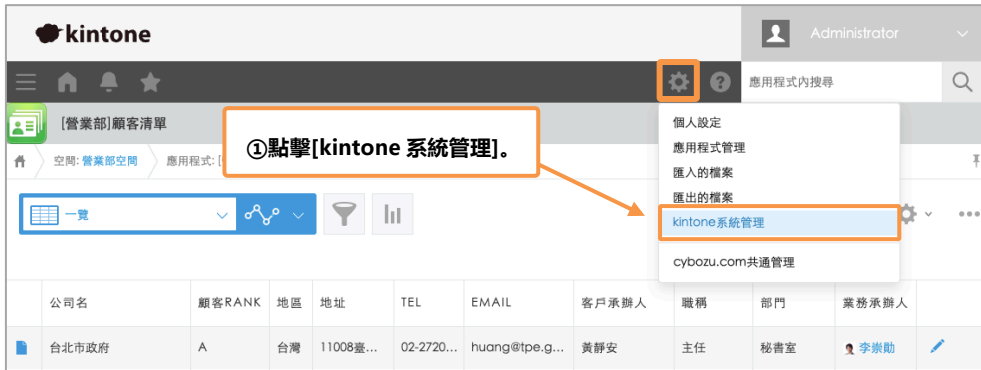 kintone
Administrator
應用程式內搜尋
[營業部]顧客清單
①點擊[kintone 系統管理]。
個人設定
應用程式管理
匯入的檔案
匯出的檔案
kintone系統管理
cybozu.com共通管理
空間: 營業部空間 應用程式: [
一覽
公司名 顧客RANK 地區 地址 TEL EMAIL 客戶承辦人 職稱 部門 業務承辦人
台北市政府 A 台灣 11008臺... 02-2720... huang@tpe.g... 黃靜安 主任 秘書室 李崇勛